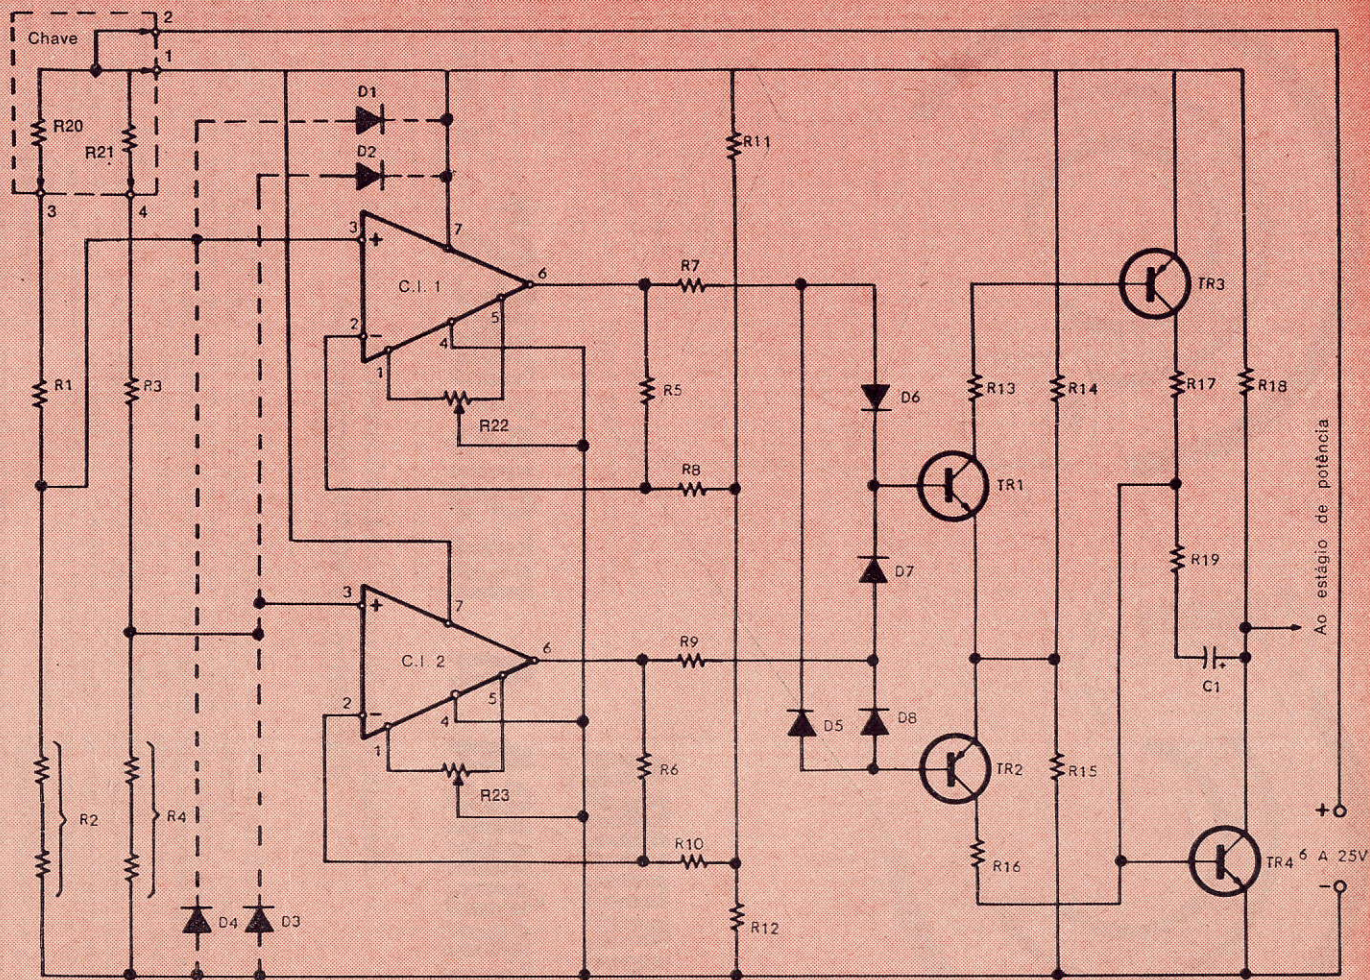 Chave
2
1
R20
R21
3
4
D1
D2
R11
3
+
7
C.I. 1
6
R7
5
4
2
–
1
R22
R5
R8
R1
R3
D6
TR3
R13
R14
R17
R18
TR1
D7
R19
C1
+
Ao estágio de potência
3
+
7
C.I. 2
6
R9
5
4
2
–
1
R23
R6
R10
D5
D8
TR2
R15
R16
R2
R4
D4
D3
R12
TR4
+
6 A 25V
–